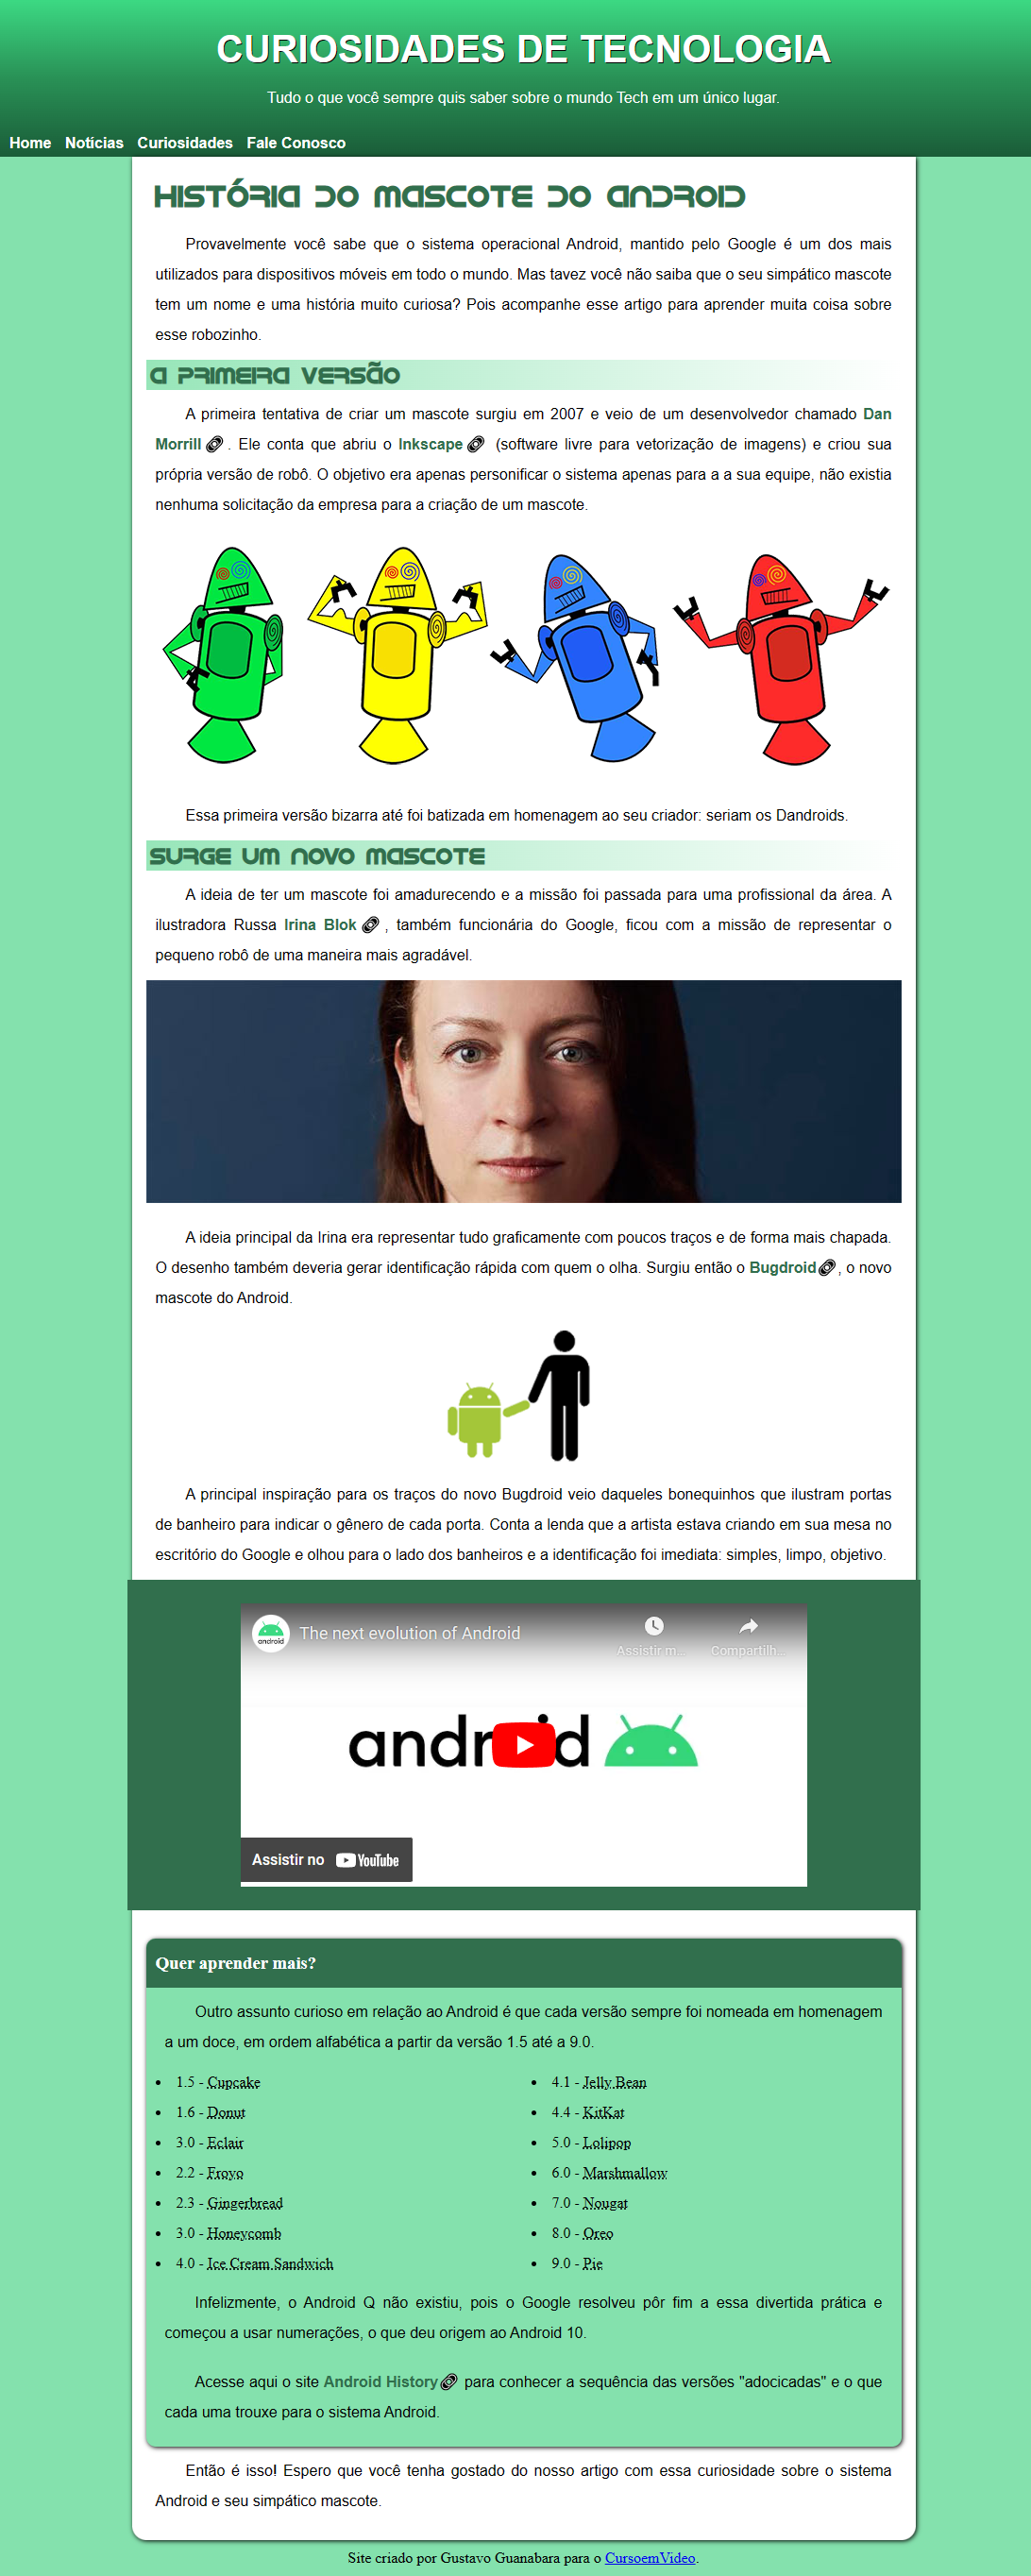 CURIOSIDADES DE TECNOLOGIA
Tudo o que você sempre quis saber sobre o mundo Tech em um único lugar.
Home Notícias Curiosidades Fale Conosco
HISTÓRIA DO MASCOTE DO ANDROID
Provavelmente você sabe que o sistema operacional Android, mantido pelo Google é um dos mais
utilizados para dispositivos móveis em todo o mundo. Mas tavez você não saiba que o seu simpático mascote
tem um nome e uma história muito curiosa? Pois acompanhe esse artigo para aprender muita coisa sobre
esse robozinho.
A PRIMEIRA VERSÃO
A primeira tentativa de criar um mascote surgiu em 2007 e veio de um desenvolvedor chamado Dan
Morrill. Ele conta que abriu o Inkscape (software livre para vetorização de imagens) e criou sua
própria versão de robô. O objetivo era apenas personificar o sistema apenas para a a sua equipe, não existia
nenhuma solicitação da empresa para a criação de um mascote.
Essa primeira versão bizarra até foi batizada em homenagem ao seu criador: seriam os Dandroids.
SURGE UM NOVO MASCOTE
A ideia de ter um mascote foi amadurecendo e a missão foi passada para uma profissional da área. A
ilustradora Russa Irina Blok, também funcionária do Google, ficou com a missão de representar o
pequeno robô de uma maneira mais agradável.
A ideia principal da Irina era representar tudo graficamente com poucos traços e de forma mais chapada.
O desenho também deveria gerar identificação rápida com quem o olha. Surgiu então o Bugdroid, o novo
mascote do Android.
A principal inspiração para os traços do novo Bugdroid veio daqueles bonequinhos que ilustram portas
de banheiro para indicar o gênero de cada porta. Conta a lenda que a artista estava criando em sua mesa no
escritório do Google e olhou para o lado dos banheiros e a identificação foi imediata: simples, limpo, objetivo.
android
The next evolution of Android
Assistir m... Compartilh...
android
Assistir no YouTube
Quer aprender mais?
Outro assunto curioso em relação ao Android é que cada versão sempre foi nomeada em homenagem
a um doce, em ordem alfabética a partir da versão 1.5 até a 9.0.
• 1.5 - Cupcake
• 1.6 - Donut
• 3.0 - Eclair
• 2.2 - Froyo
• 2.3 - Gingerbread
• 3.0 - Honeycomb
• 4.0 - Ice Cream Sandwich
• 4.1 - Jelly Bean
• 4.4 - KitKat
• 5.0 - Lolipop
• 6.0 - Marshmallow
• 7.0 - Nougat
• 8.0 - Oreo
• 9.0 - Pie
Infelizmente, o Android Q não existiu, pois o Google resolveu pôr fim a essa divertida prática e
começou a usar numerações, o que deu origem ao Android 10.
Acesse aqui o site Android History para conhecer a sequência das versões "adocicadas" e o que
cada uma trouxe para o sistema Android.
Então é isso! Espero que você tenha gostado do nosso artigo com essa curiosidade sobre o sistema
Android e seu simpático mascote.
Site criado por Gustavo Guanabara para o CursoemVideo.